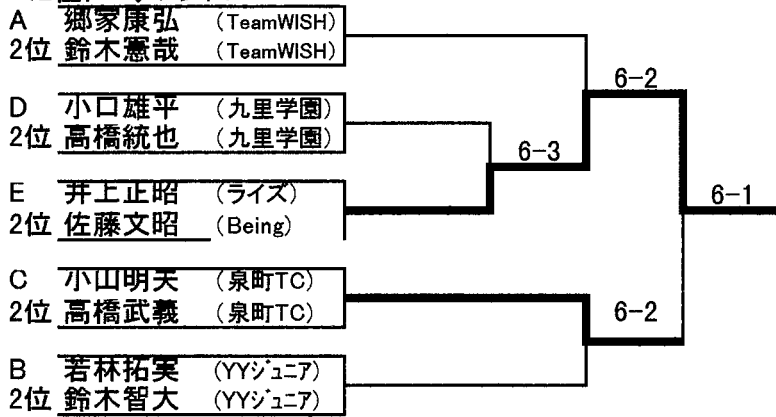 A 郷家康弘 (TeamWISH)
2位 鈴木憲哉 (TeamWISH)
6-2
D 小口雄平 (九里学園)
2位 高橋統也 (九里学園)
6-3
E 井上正昭 (ライズ)
6-1
2位 佐藤文昭 (Being)
C 小山明夫 (泉町TC)
2位 高橋武義 (泉町TC)
6-2
B 若林拓実 (YYジュニア)
2位 鈴木智大 (YYジュニア)